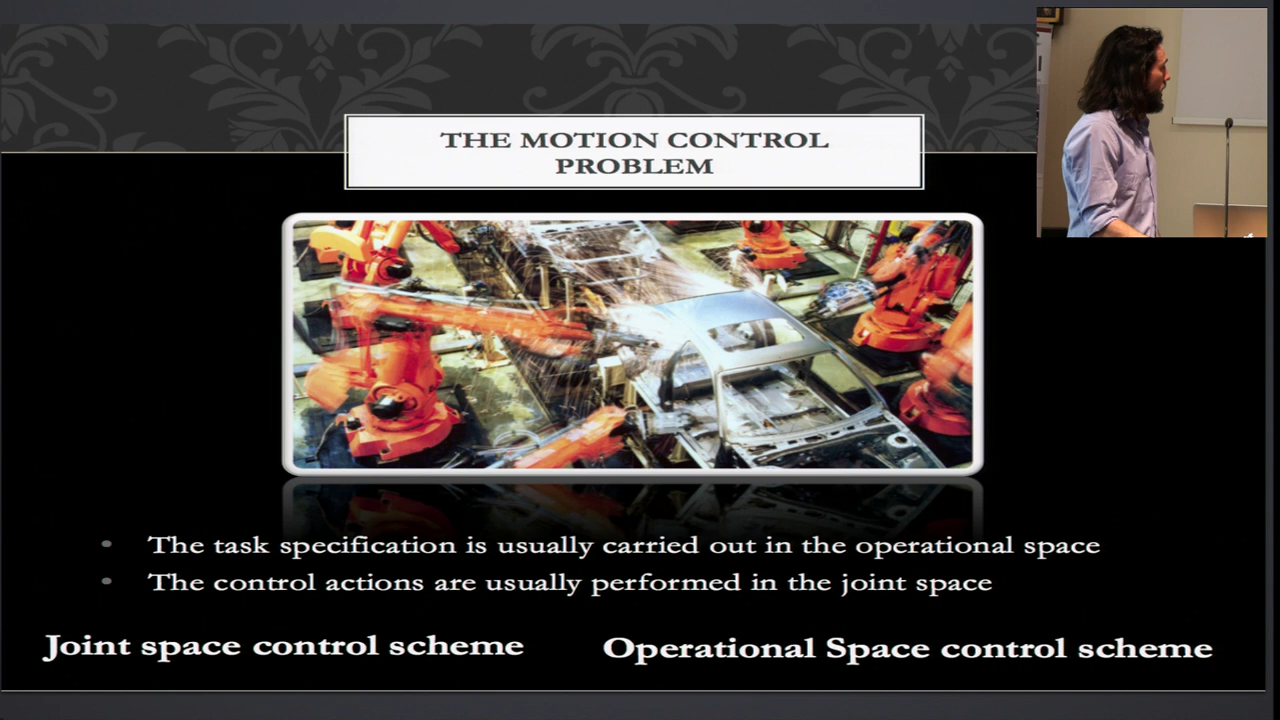 THE MOTION CONTROL
PROBLEM
• The task specification is usually carried out in the operational space
• The control actions are usually performed in the joint space
Joint space control scheme
Operational Space control scheme